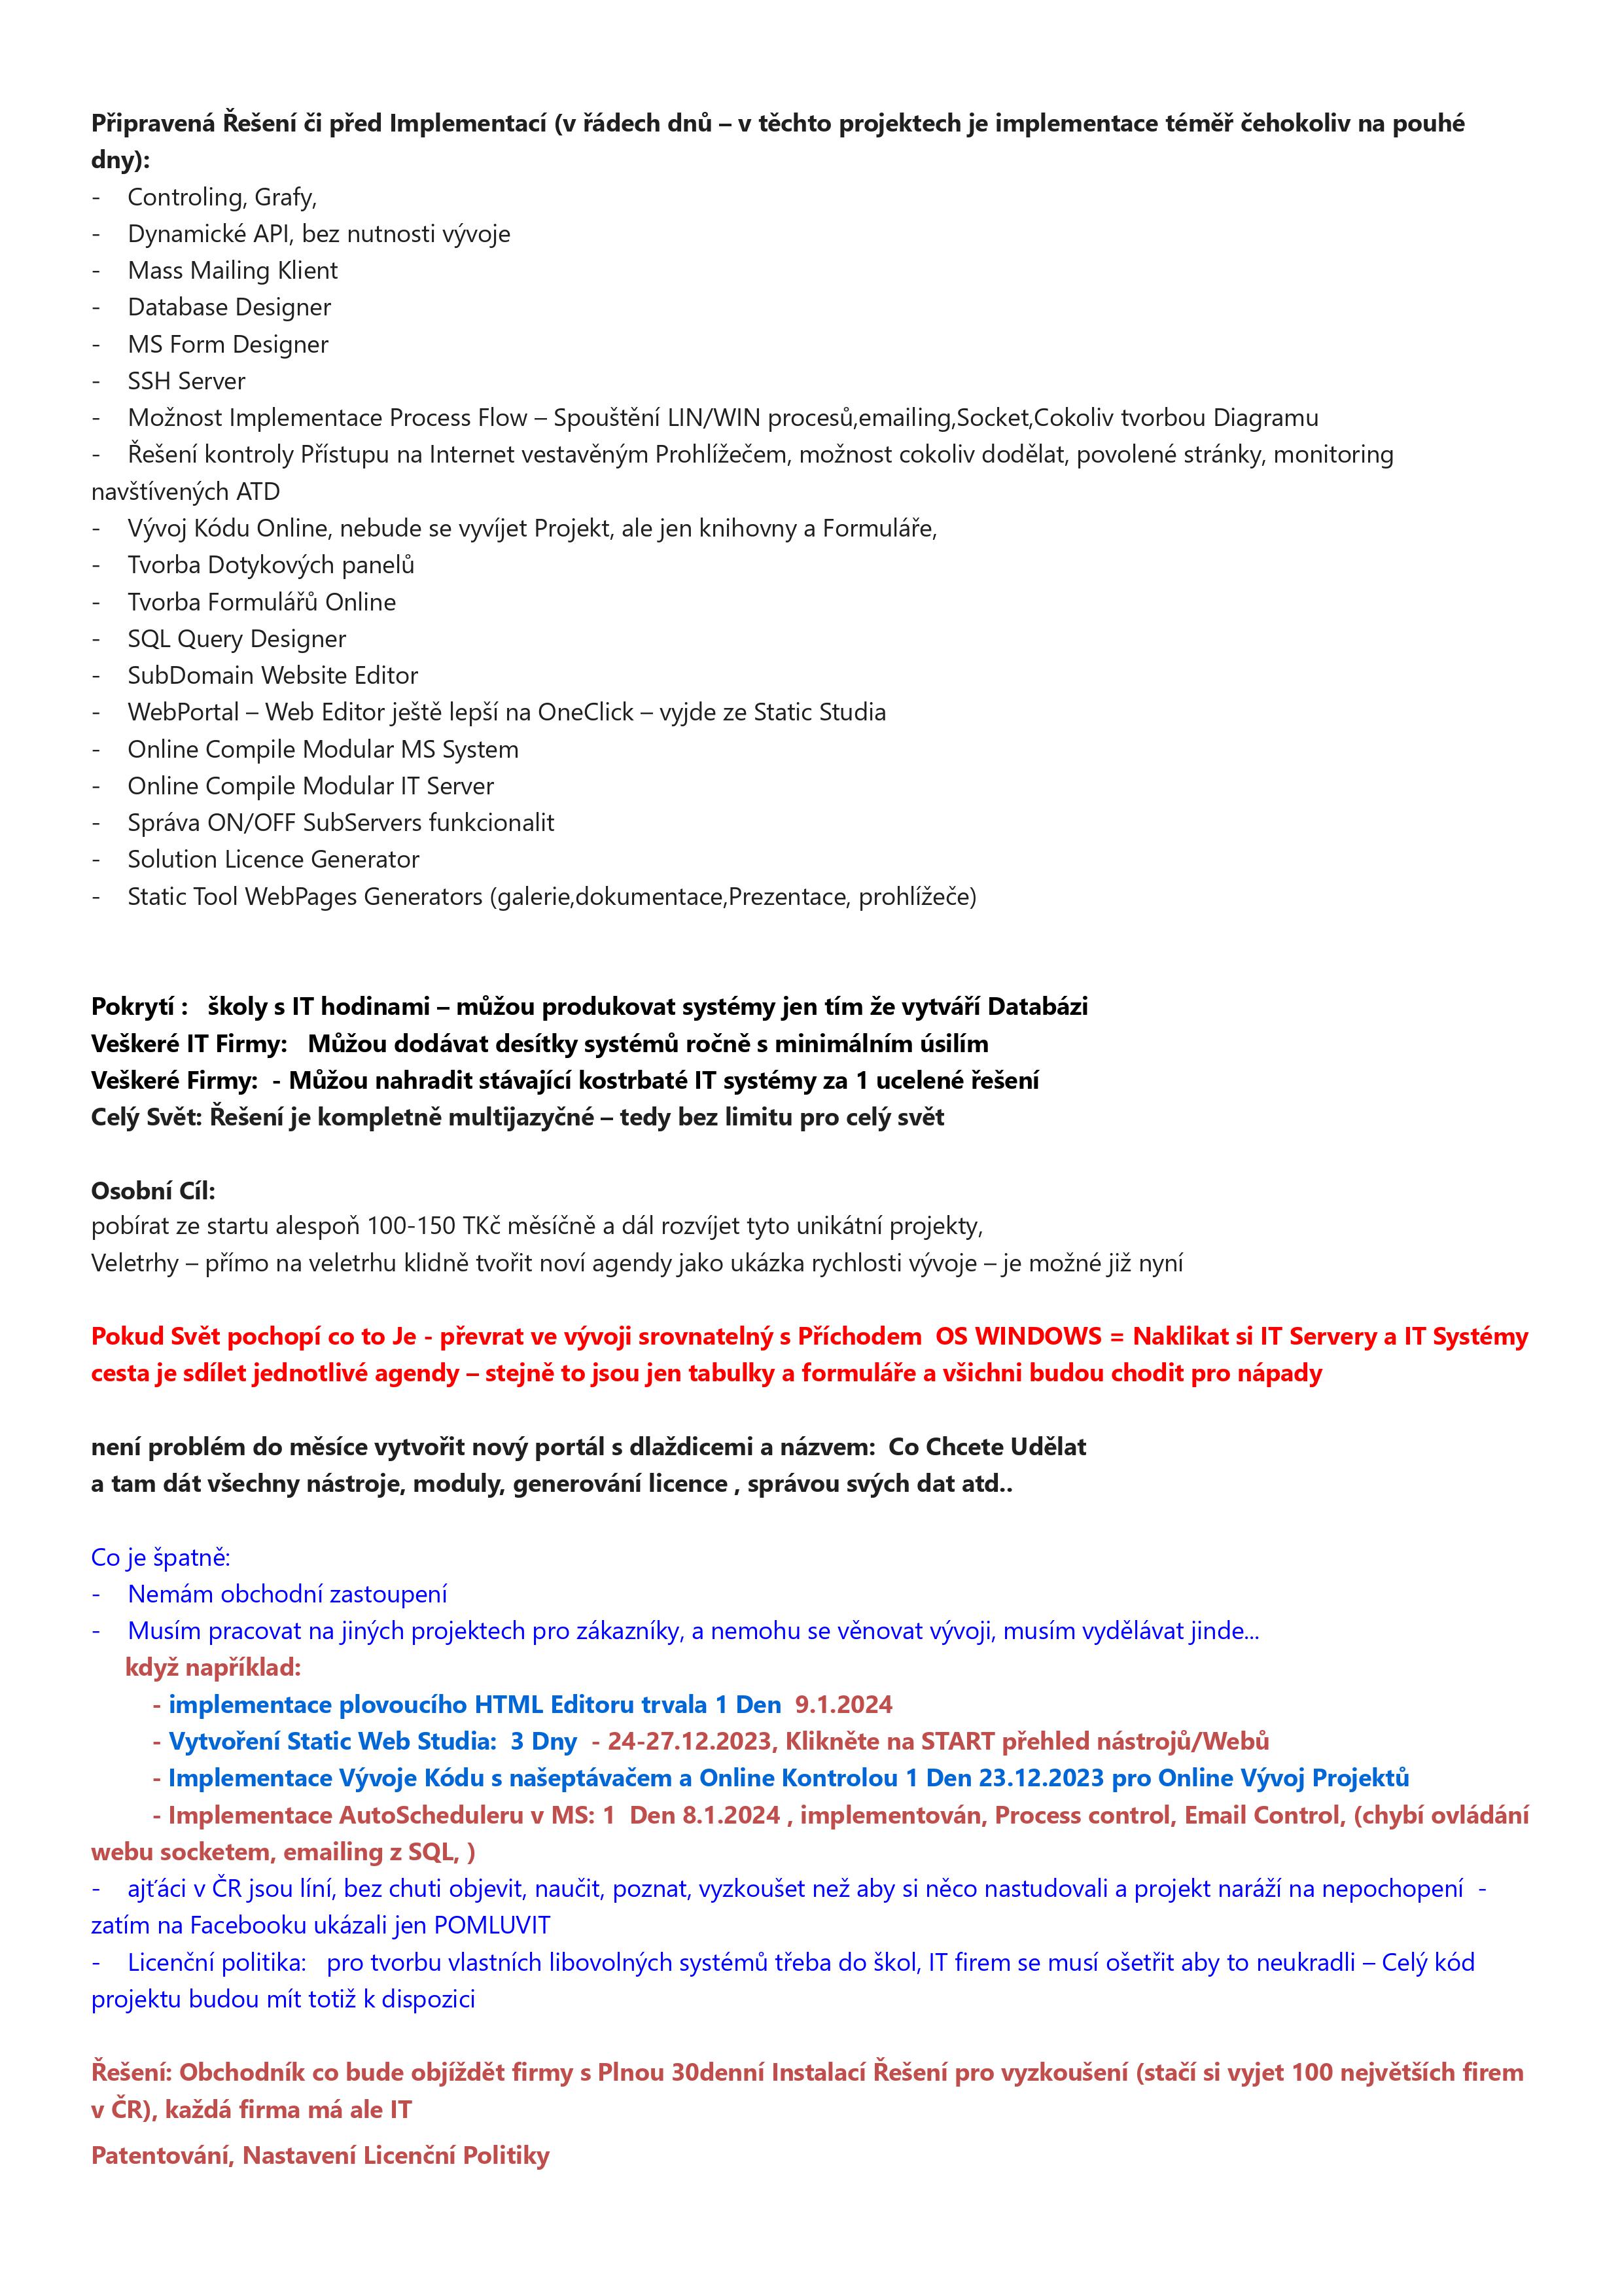 Připravená Řešení či před Implementací (v řádech dnů – v těchto projektech je implementace téměř čehokoliv na pouhé
dny):
- Controling, Grafy,
- Dynamické API, bez nutnosti vývoje
- Mass Mailing Klient
- Database Designer
- MS Form Designer
- SSH Server
- Možnost Implementace Process Flow – Spouštění LIN/WIN procesů,emailing,Socket,Cokoliv tvorbou Diagramu
- Řešení kontroly Přístupu na Internet vestavěným Prohlížečem, možnost cokoliv dodělat, povolené stránky, monitoring
navštívených ATD
- Vývoj Kódu Online, nebude se vyvíjet Projekt, ale jen knihovny a Formuláře,
- Tvorba Dotykových panelů
- Tvorba Formulářů Online
- SQL Query Designer
- SubDomain Website Editor
- WebPortal – Web Editor ještě lepší na OneClick – vyjde ze Static Studia
- Online Compile Modular MS System
- Online Compile Modular IT Server
- Správa ON/OFF SubServers funkcionalit
- Solution Licence Generator
- Static Tool WebPages Generators (galerie,dokumentace,Prezentace, prohlížeče)
Pokrytí : školy s IT hodinami – můžou produkovat systémy jen tím že vytváří Databázi
Veškeré IT Firmy: Můžou dodávat desítky systémů ročně s minimálním úsilím
Veškeré Firmy: - Můžou nahradit stávající kostrbaté IT systémy za 1 ucelené řešení
Celý Svět: Řešení je kompletně multijazyčné – tedy bez limitu pro celý svět
Osobní Cíl:
pobírat ze startu alespoň 100-150 TKč měsíčně a dál rozvíjet tyto unikátní projekty,
Veletrhy – přímo na veletrhu klidně tvořit noví agendy jako ukázka rychlosti vývoje – je možné již nyní
Pokud Svět pochopí co to Je - převrat ve vývoji srovnatelný s Příchodem OS WINDOWS = Naklikat si IT Servery a IT Systémy
cesta je sdílet jednotlivé agendy – stejně to jsou jen tabulky a formuláře a všichni budou chodit pro nápady
není problém do měsíce vytvořit nový portál s dlaždicemi a názvem: Co Chcete Udělat
a tam dát všechny nástroje, moduly, generování licence , správou svých dat atd..
Co je špatně:
- Nemám obchodní zastoupení
- Musím pracovat na jiných projektech pro zákazníky, a nemohu se věnovat vývoji, musím vydělávat jinde...
když například:
- implementace plovoucího HTML Editoru trvala 1 Den 9.1.2024
- Vytvoření Static Web Studia: 3 Dny - 24-27.12.2023, Klikněte na START přehled nástrojů/Webů
- Implementace Vývoje Kódu s našeptávačem a Online Kontrolou 1 Den 23.12.2023 pro Online Vývoj Projektů
- Implementace AutoScheduleru v MS: 1 Den 8.1.2024 , implementován, Process control, Email Control, (chybí ovládání
webu socketem, emailing z SQL, )
- ajťáci v ČR jsou líní, bez chuti objevit, naučit, poznat, vyzkoušet než aby si něco nastudovali a projekt naráží na nepochopení -
zatím na Facebooku ukázali jen POMLUVIT
- Licenční politika: pro tvorbu vlastních libovolných systémů třeba do škol, IT firem se musí ošetřit aby to neukradli – Celý kód
projektu budou mít totiž k dispozici
Řešení: Obchodník co bude objíždět firmy s Plnou 30denní Instalací Řešení pro vyzkoušení (stačí si vyjet 100 největších firem
v ČR), každá firma má ale IT
Patentování, Nastavení Licenční Politiky